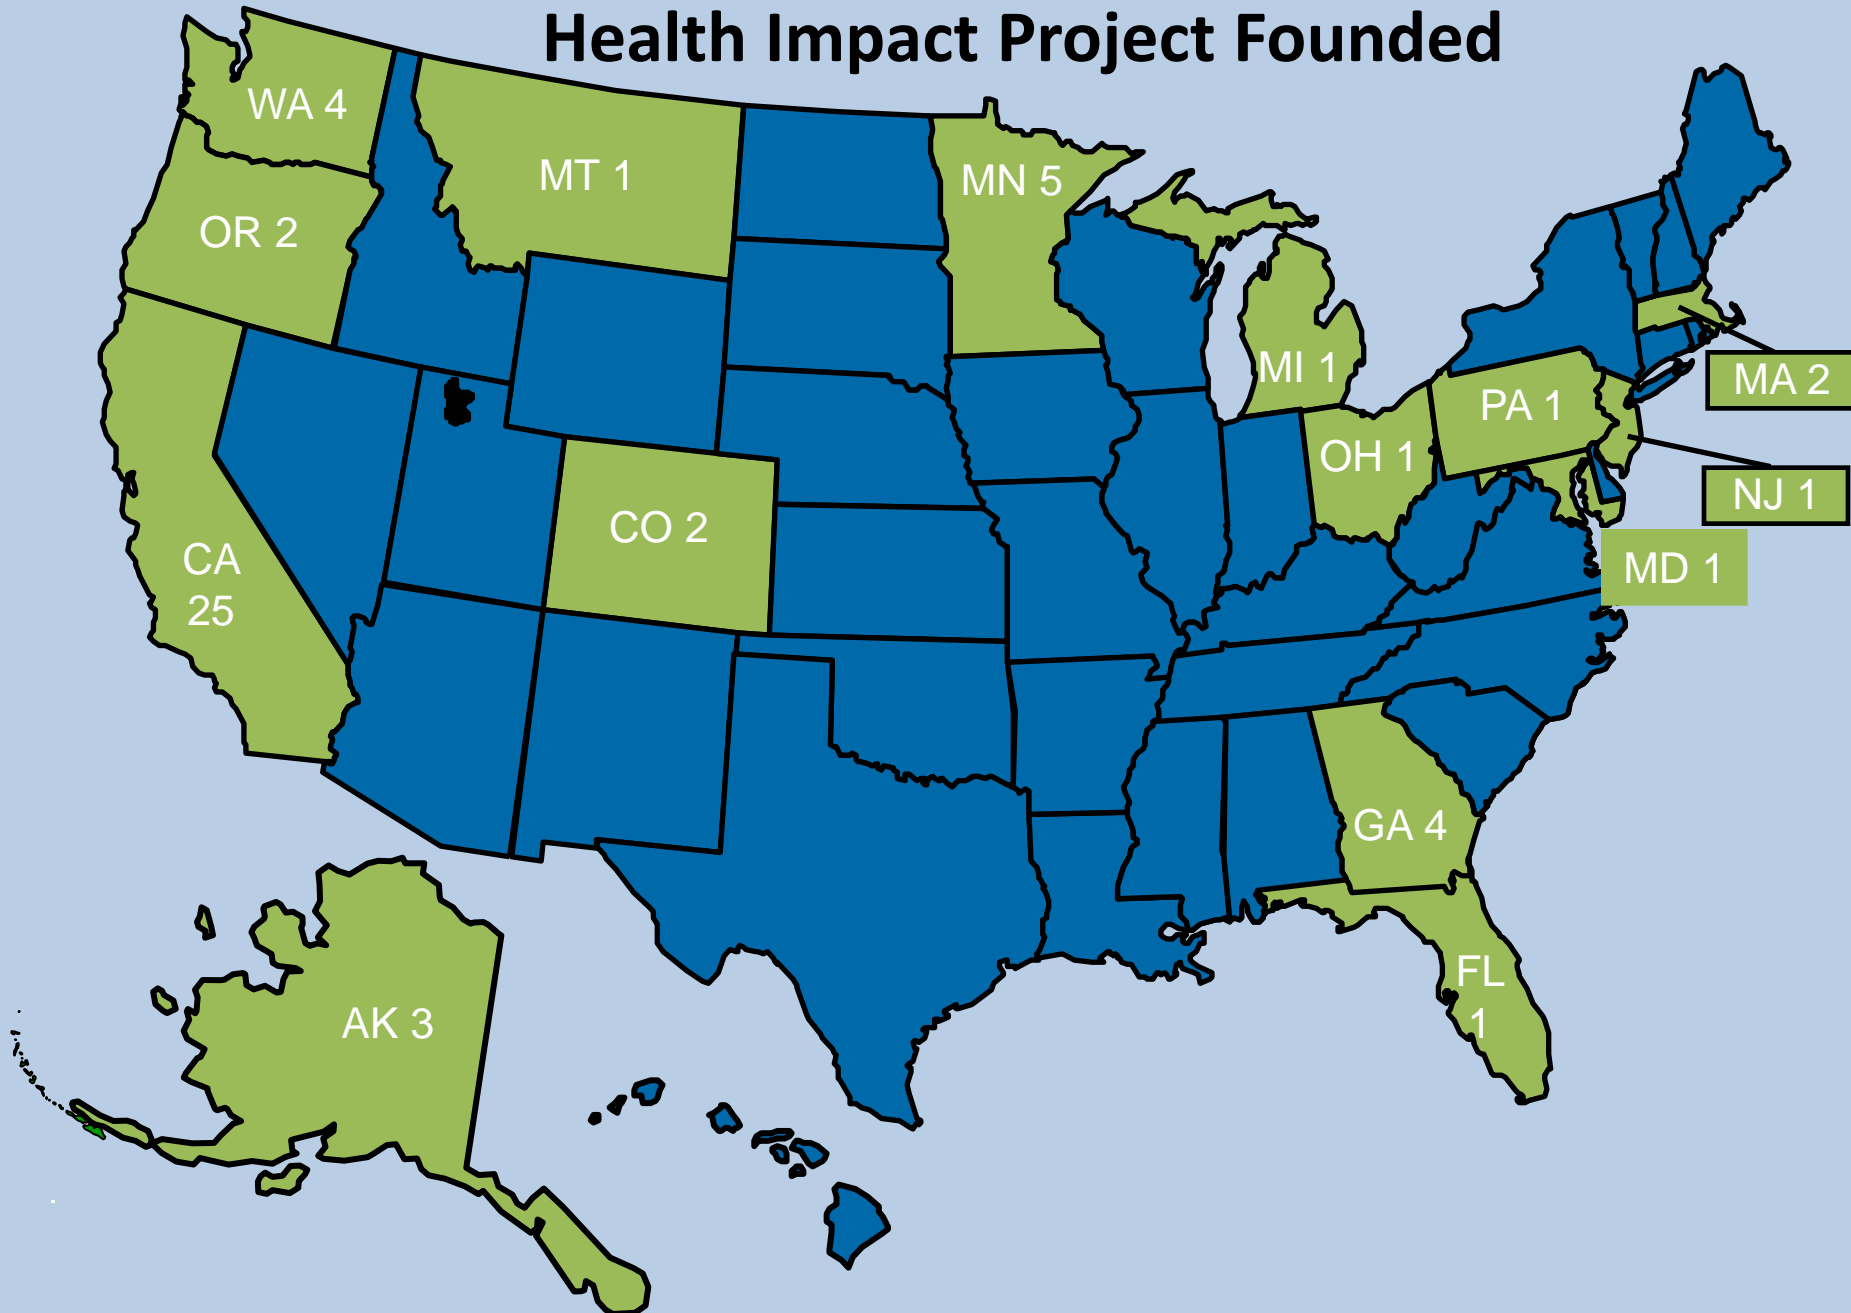 Health Impact Project Founded
WA 4
MT 1
MN 5
OR 2
MI 1
MA 2
PA 1
OH 1
NJ 1
CO 2
CA
25
MD 1
GA 4
FL
1
AK 3